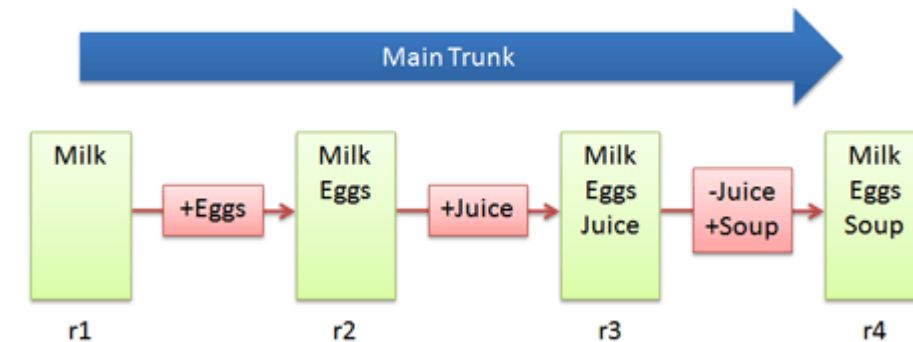 Main Trunk
Milk
+Eggs
Milk
Eggs
+Juice
Milk
Eggs
Juice
-Juice
+Soup
Milk
Eggs
Soup
r1
r2
r3
r4